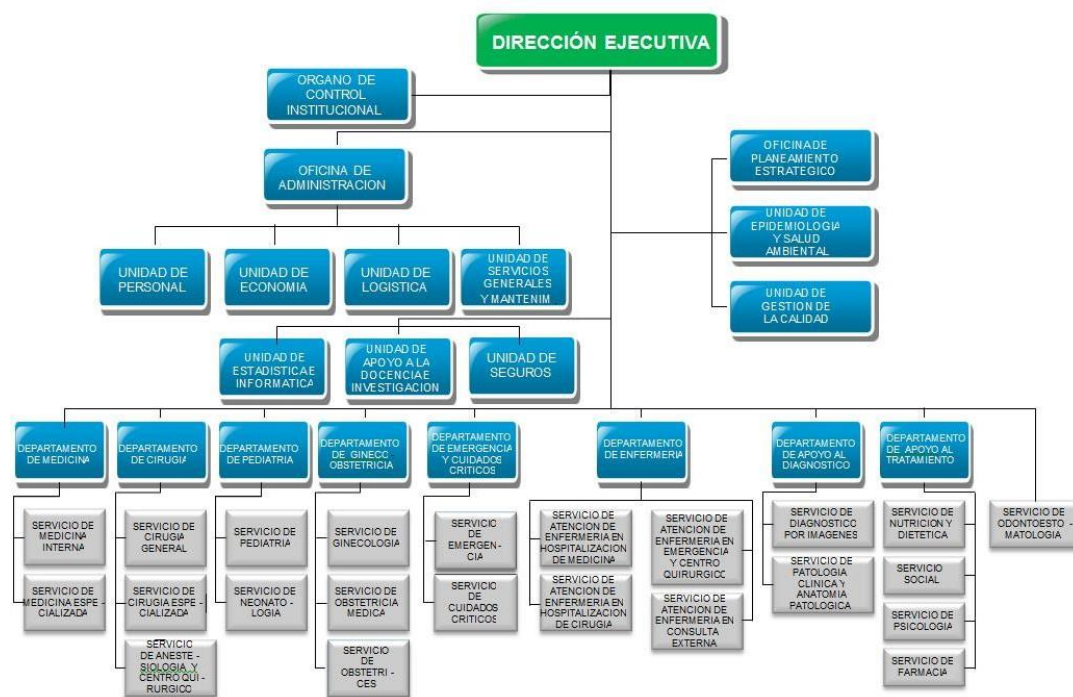 DIRECCIÓN EJECUTIVA
ORGANO DE
CONTROL
INSTITUCIONAL
OFICINA DE
ADMINISTRACION
OFICINA DE
PLANEAMIENTO
ESTRATEGICO
UNIDAD DE
EPIDEMIOLOGIA
Y SALUD
AMBIENTAL
UNIDAD DE
GESTION DE
LA CALIDAD
UNIDAD DE
PERSONAL
UNIDAD DE
ECONOMIA
UNIDAD DE
LOGISTICA
UNIDAD DE
SERVICIOS
GENERALES
Y MANTENIM
UNIDAD DE
ESTADISTICA E
INFORMATICA
UNIDAD DE
APOYO A LA
DOCENCIA E
INVESTIGACION
UNIDAD DE
SEGUROS
DEPARTAMENTO
DE MEDICINA
DEPARTAMENTO
DE CIRUGIA
DEPARTAMENTO
DE PEDIATRIA
DEPARTAMENTO
DE GINECO -
OBSTETRICIA
DEPARTAMENTO
DE EMERGENCIA
Y CUIDADOS
CRITICOS
DEPARTAMENTO
DE ENFERMERIA
DEPARTAMENTO
DE APOYO AL
DIAGNOSTICO
DEPARTAMENTO
DE APOYO AL
TRATAMIENTO
SERVICIO DE
MEDICINA
INTERNA
SERVICIO
DE MEDICINA ESPE -
CIALIZADA
SERVICIO DE
CIRUGIA
GENERAL
SERVICIO
DE CIRUGIA ESPE -
CIALIZADA
SERVICIO
DE ANESTE -
SIOLOGIA Y
CENTRO QUI -
RURGICO
SERVICIO DE
PEDIATRIA
SERVICIO DE
NEONATO -
LOGIA
SERVICIO DE
GINECOLOGIA
SERVICIO DE
OBSTETRICIA
MEDICA
SERVICIO
DE
OBSTETRI -
CES
SERVICIO
DE
EMERGEN -
CIA
SERVICIO
DE
CUIDADOS
CRITICOS
SERVICIO DE
ATENCION DE
ENFERMERIA EN
HOSPITALIZACION
DE MEDICINA
SERVICIO DE
ATENCION DE
ENFERMERIA EN
HOSPITALIZACION
DE CIRUGIA
SERVICIO DE
ATENCION DE
ENFERMERIA EN
EMERGENCIA
Y CENTRO
QUIRURGICO
SERVICIO DE
ATENCION DE
ENFERMERIA EN
CONSULTA
EXTERNA
SERVICIO DE
DIAGNOSTICO
POR IMAGENES
SERVICIO DE
PATOLOGIA
CLINICA Y
ANATOMIA
PATOLOGICA
SERVICIO DE
NUTRICION Y
DIETETICA
SERVICIO
SOCIAL
SERVICIO DE
PSICOLOGIA
SERVICIO DE
FARMACIA
SERVICIO DE
ODONTOESTO -
MATOLOGIA